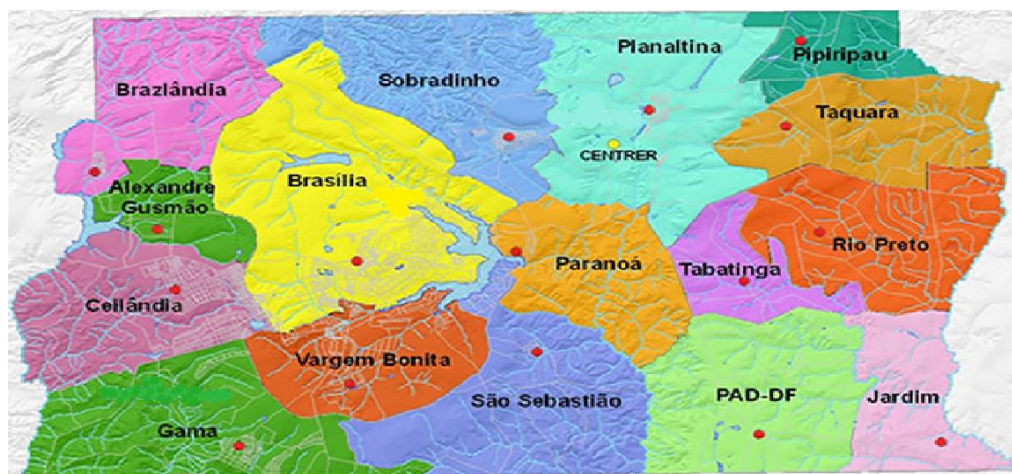 Planaltina
Pipiripau
Sobradinho
Brazlândia
Taquara
CENTRER
Brasília
Alexandre
Gusmão
Rio Preto
Paranoá
Tabatinga
Ceilândia
Vargem Bonita
São Sebastião
PAD-DF
Jardim
Gama